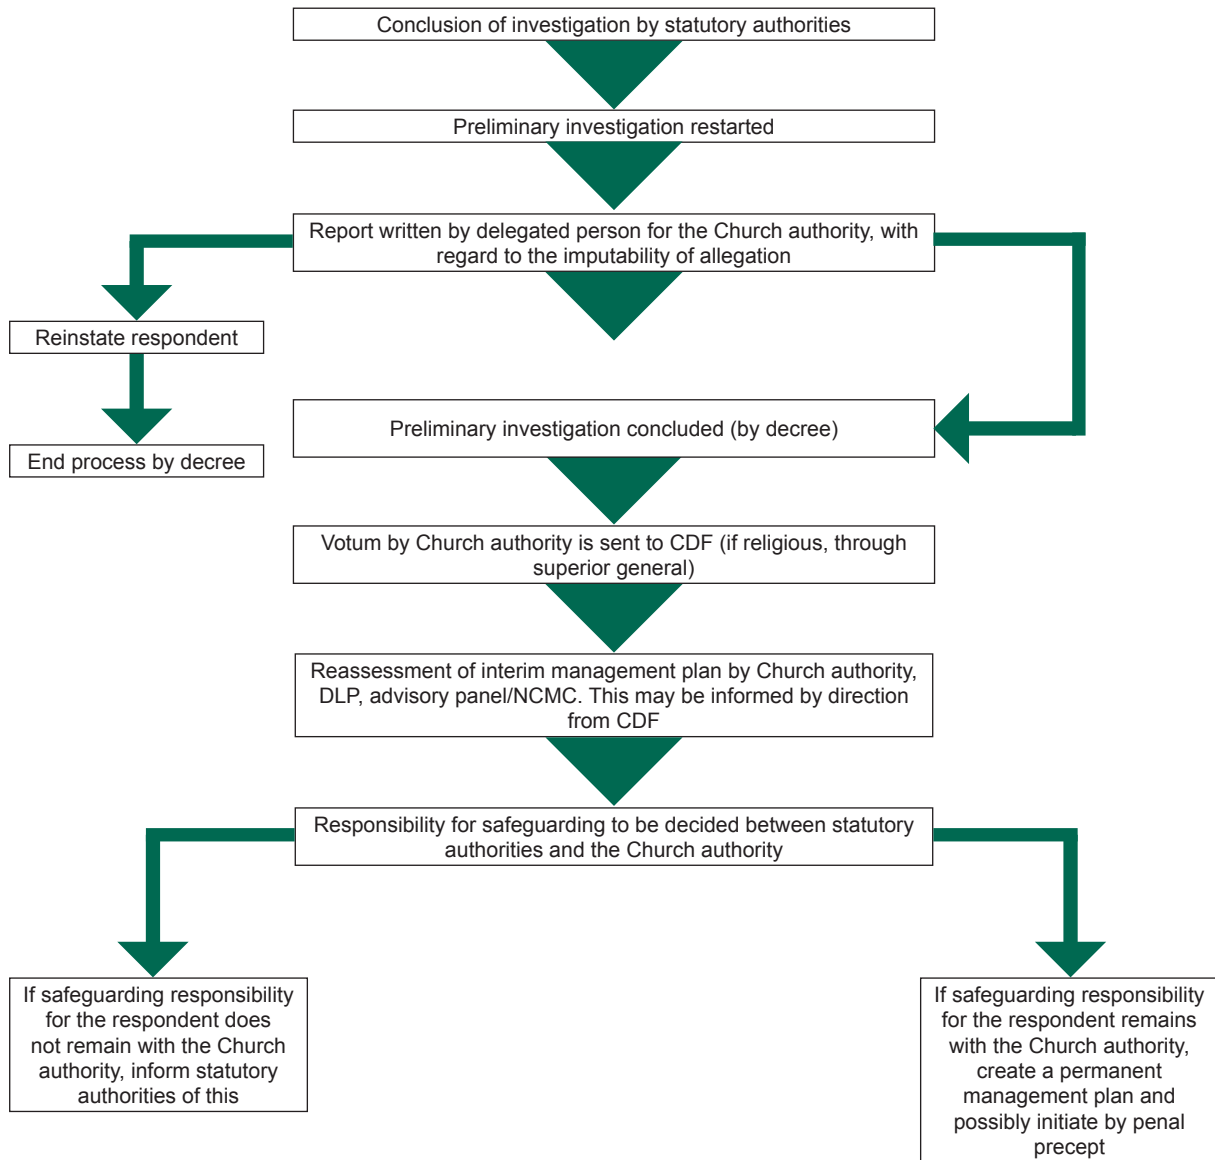 Conclusion of investigation by statutory authorities
Preliminary investigation restarted
Report written by delegated person for the Church authority, with
regard to the imputability of allegation
Reinstate respondent
End process by decree
Preliminary investigation concluded (by decree)
Votum by Church authority is sent to CDF (if religious, through
superior general)
Reassessment of interim management plan by Church authority,
DLP, advisory panel/NCMC. This may be informed by direction
from CDF
Responsibility for safeguarding to be decided between statutory
authorities and the Church authority
If safeguarding responsibility
for the respondent does
not remain with the Church
authority, inform statutory
authorities of this
If safeguarding responsibility
for the respondent remains
with the Church authority,
create a permanent
management plan and
possibly initiate by penal
precept